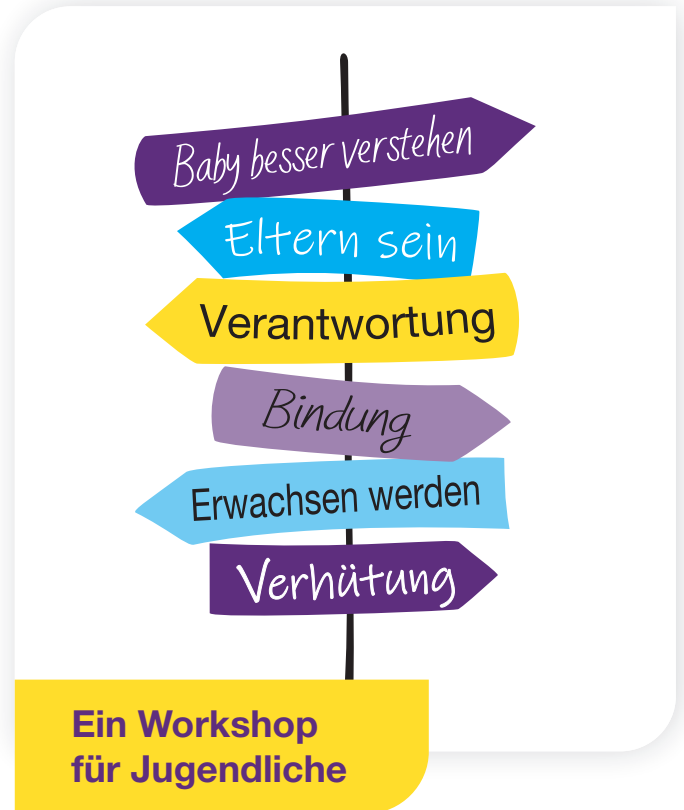 Baby besser verstehen
Eltern sein
Verantwortung
Bindung
Erwachsen werden
Verhütung
Ein Workshop
für Jugendliche